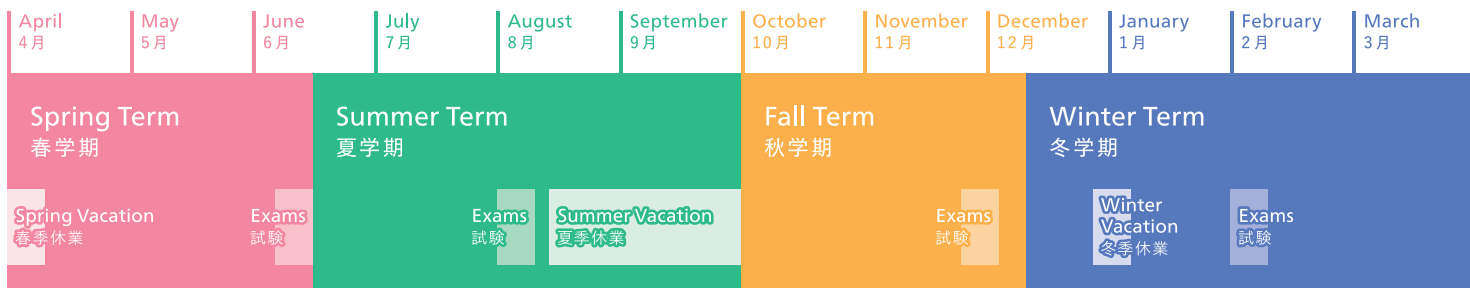 April
4月
May
5月
June
6月
July
7月
August
8月
September
9月
October
10月
November
11月
December
12月
January
1月
February
2月
March
3月
Spring Term
春学期
Summer Term
夏学期
Fall Term
秋学期
Winter Term
冬学期
Spring Vacation
春季休業
Exams
試験
Exams
試験
Summer Vacation
夏季休業
Exams
試験
Winter
Vacation
冬季休業
Exams
試験